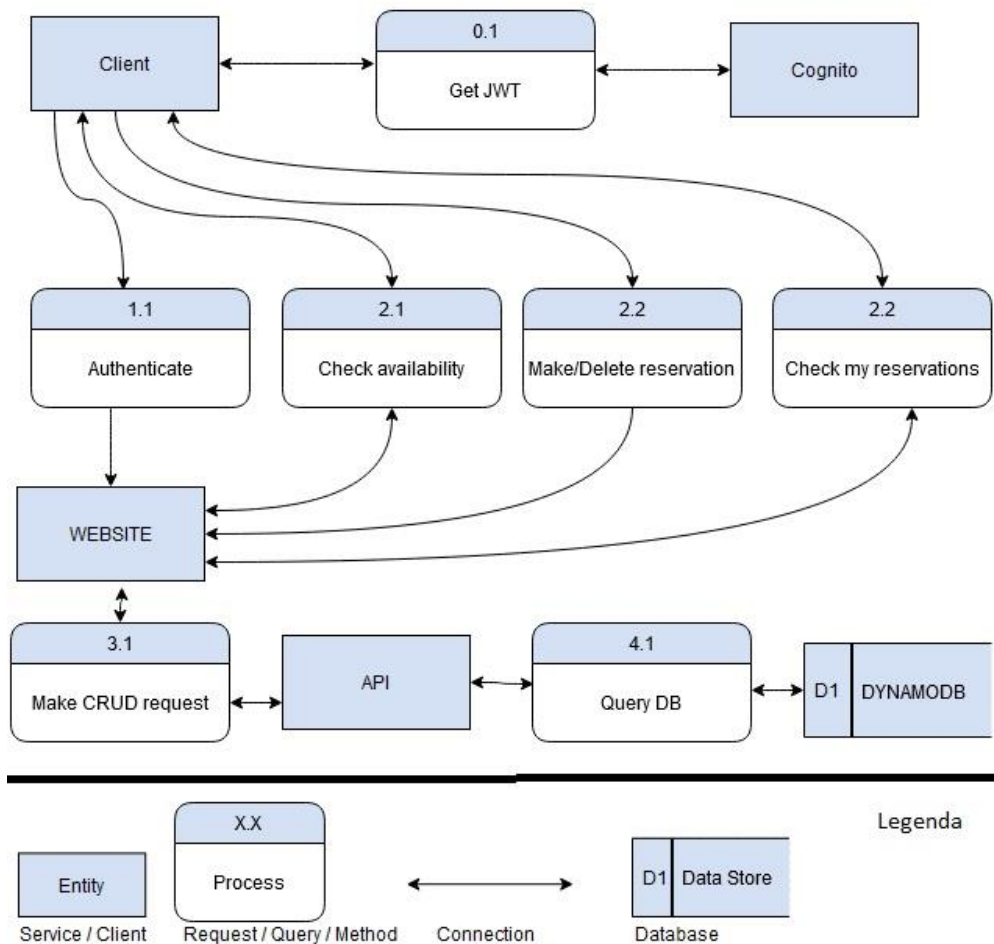 Client
0.1
Get JWT
Cognito
1.1
Authenticate
2.1
Check availability
2.2
Make/Delete reservation
2.2
Check my reservations
WEBSITE
3.1
Make CRUD request
API
4.1
Query DB
D1
DYNAMODB
Legenda
Entity
Service / Client
X.X
Process
Request / Query / Method
Connection
D1
Data Store
Database